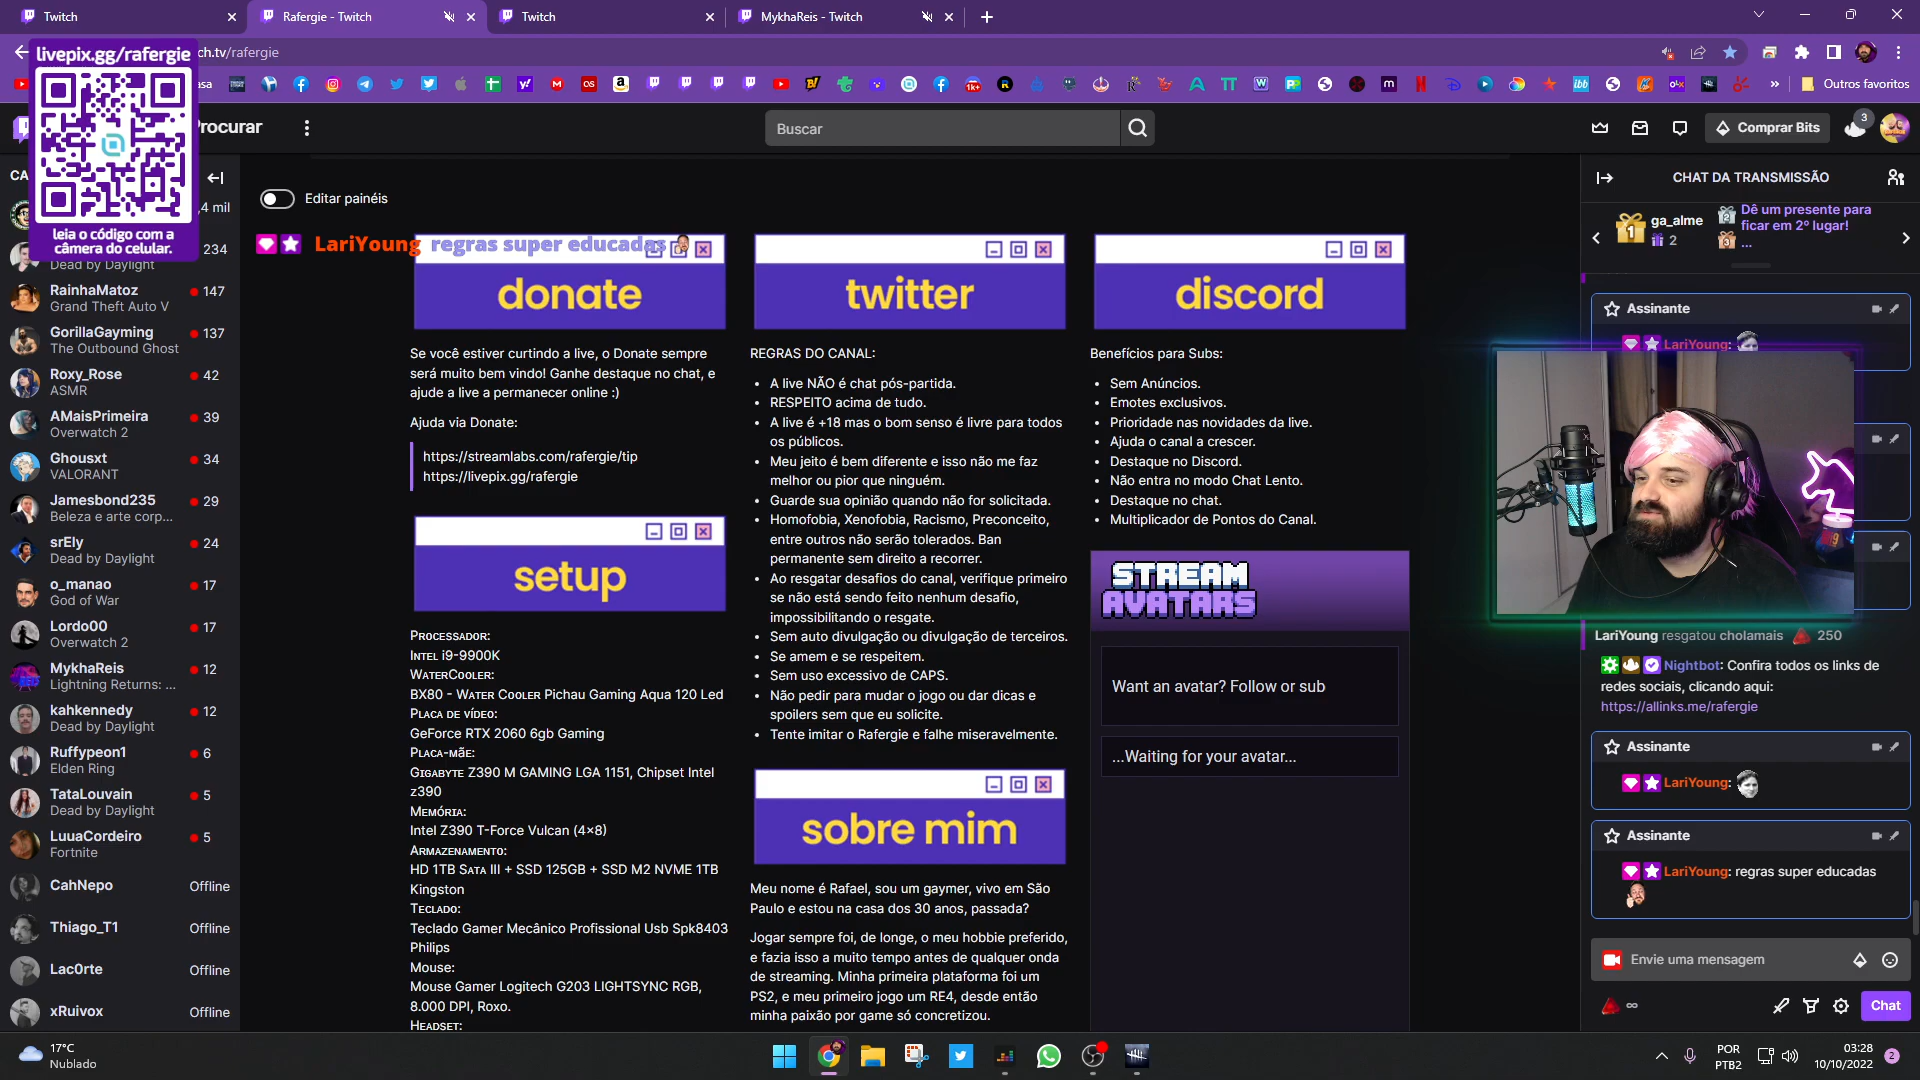 Twitch
Rafergie - Twitch
Twitch
MykhaReis - Twitch
livepix.gg/rafergie
ch.tv/rafergie
asa
Outros favoritos
leia o código com a
câmera do celular.
Procurar
Buscar
Comprar Bits
3
CA
,4 mil
234
Dead by Daylight
RainhaMatoz
147
Grand Theft Auto V
GorillaGayming
137
The Outbound Ghost
Roxy_Rose
42
ASMR
AMaisPrimeira
39
Overwatch 2
Ghousxt
34
VALORANT
Jamesbond235
29
Beleza e arte corp...
srEly
24
Dead by Daylight
o_manao
17
God of War
Lordo00
17
Overwatch 2
MykhaReis
12
Lightning Returns: ...
kahkennedy
12
Dead by Daylight
Ruffypeon1
6
Elden Ring
TataLouvain
5
Dead by Daylight
LuuaCordeiro
5
Fortnite
CahNepo
Offline
Thiago_T1
Offline
Lac0rte
Offline
xRuivox
Offline
Editar painéis
LariYoung regras super educadas
donate
Se você estiver curtindo a live, o Donate sempre
será muito bem vindo! Ganhe destaque no chat, e
ajude a live a permanecer online :)
Ajuda via Donate:
https://streamlabs.com/rafergie/tip
https://livepix.gg/rafergie
setup
Processador:
Intel i9-9900K
WaterCooler:
BX80 - Water Cooler Pichau Gaming Aqua 120 Led
Placa de vídeo:
GeForce RTX 2060 6gb Gaming
Placa-mãe:
Gigabyte Z390 M GAMING LGA 1151, Chipset Intel
z390
Memória:
Intel Z390 T-Force Vulcan (4×8)
Armazenamento:
HD 1TB Sata III + SSD 125GB + SSD M2 NVME 1TB
Kingston
Teclado:
Teclado Gamer Mecânico Profissional Usb Spk8403
Philips
Mouse:
Mouse Gamer Logitech G203 LIGHTSYNC RGB,
8.000 DPI, Roxo.
Headset:
twitter
REGRAS DO CANAL:
• A live NÃO é chat pós-partida.
• RESPEITO acima de tudo.
• A live é +18 mas o bom senso é livre para todos
os públicos.
• Meu jeito é bem diferente e isso não me faz
melhor ou pior que ninguém.
• Guarde sua opinião quando não for solicitada.
• Homofobia, Xenofobia, Racismo, Preconceito,
entre outros não serão tolerados. Ban
permanente sem direito a recorrer.
• Ao resgatar desafios do canal, verifique primeiro
se não está sendo feito nenhum desafio,
impossibilitando o resgate.
• Sem auto divulgação ou divulgação de terceiros.
• Se amem e se respeitem.
• Sem uso excessivo de CAPS.
• Não pedir para mudar o jogo ou dar dicas e
spoilers sem que eu solicite.
• Tente imitar o Rafergie e falhe miseravelmente.
sobre mim
Meu nome é Rafael, sou um gaymer, vivo em São
Paulo e estou na casa dos 30 anos, passada?
Jogar sempre foi, de longe, o meu hobbie preferido,
e fazia isso a muito tempo antes de qualquer onda
de streaming. Minha primeira plataforma foi um
PS2, e meu primeiro jogo um RE4, desde então
minha paixão por game só concretizou.
discord
Benefícios para Subs:
• Sem Anúncios.
• Emotes exclusivos.
• Prioridade nas novidades da live.
• Ajuda o canal a crescer.
• Destaque no Discord.
• Não entra no modo Chat Lento.
• Destaque no chat.
• Multiplicador de Pontos do Canal.
STREAM
AVATARS
Want an avatar? Follow or sub
...Waiting for your avatar...
CHAT DA TRANSMISSÃO
1
ga_alme
2
2
Dê um presente para
ficar em 2º lugar!
3
...
Assinante
LariYoung:
LariYoung resgatou cholamais 250
Nightbot: Confira todos os links de
redes sociais, clicando aqui:
https://allinks.me/rafergie
Assinante
LariYoung:
Assinante
LariYoung: regras super educadas
Envie uma mensagem
∞
Chat
17°C
Nublado
POR
PTB2
03:28
10/10/2022
2